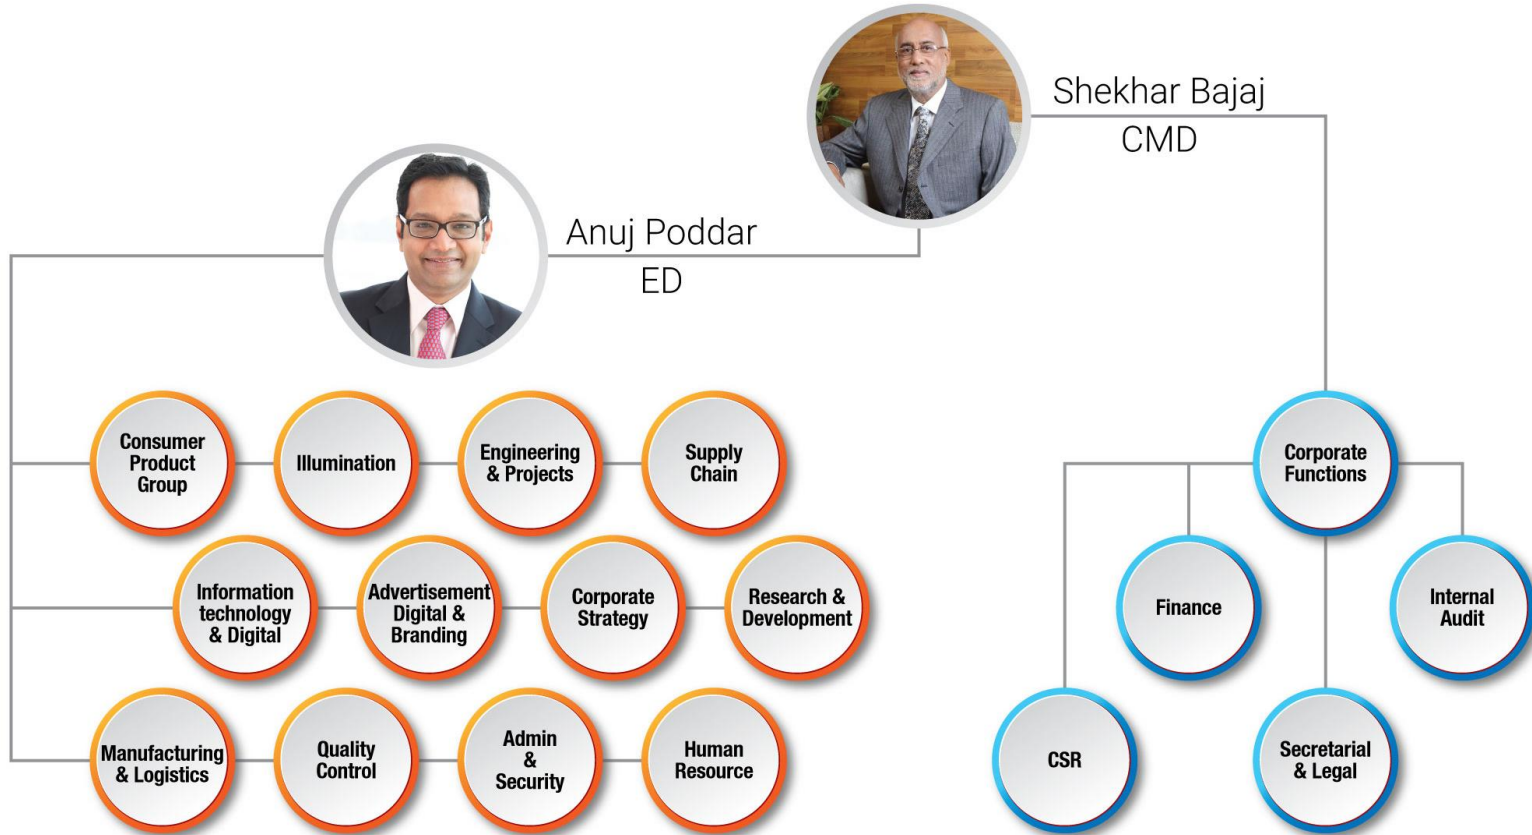 Shekhar Bajaj
CMD
Anuj Poddar
ED
Consumer
Product
Group
Illumination
Engineering
& Projects
Supply
Chain
Information
technology
& Digital
Advertisement
Digital &
Branding
Corporate
Strategy
Research &
Development
Manufacturing
& Logistics
Quality
Control
Admin
&
Security
Human
Resource
Corporate
Functions
Finance
Internal
Audit
CSR
Secretarial
& Legal